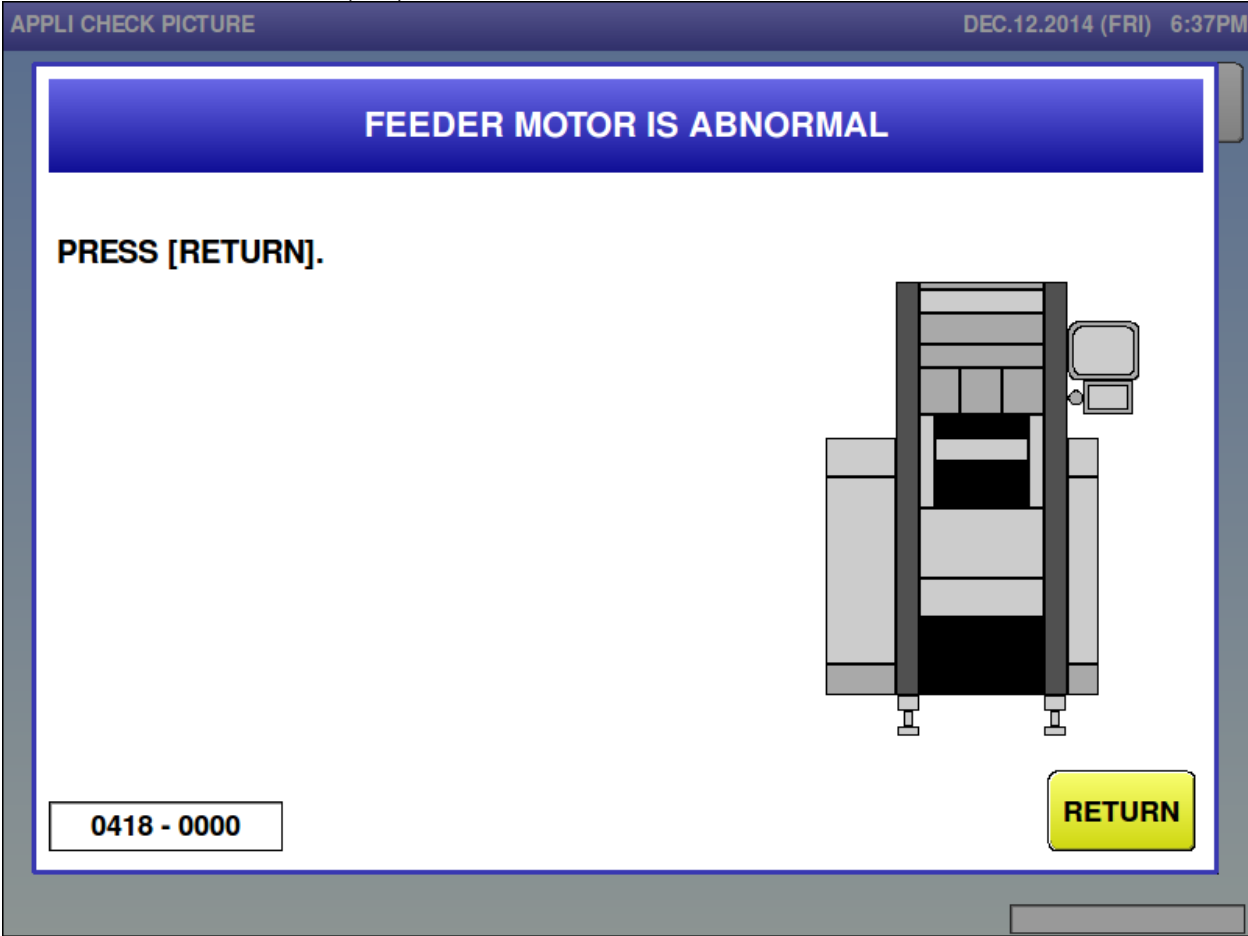 APPLI CHECK PICTURE DEC.12.2014 (FRI) 6:37PM
FEEDER MOTOR IS ABNORMAL
PRESS [RETURN].
0418 - 0000
RETURN